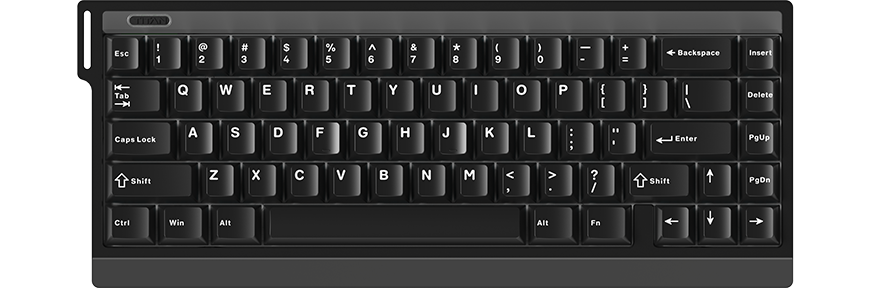 Esc ! 1 @ 2 # 3 $ 4 % 5 ^ 6 & 7 * 8 ( 9 ) 0 — - + = ← Backspace Insert
Tab Q W E R T Y U I O P { [ } ] | \ Delete
Caps Lock A S D F G H J K L : ; " ' Enter PgUp
Shift Z X C V B N M < , > . ? / Shift ↑ PgDn
Ctrl Win Alt Alt Fn ← ↓ →